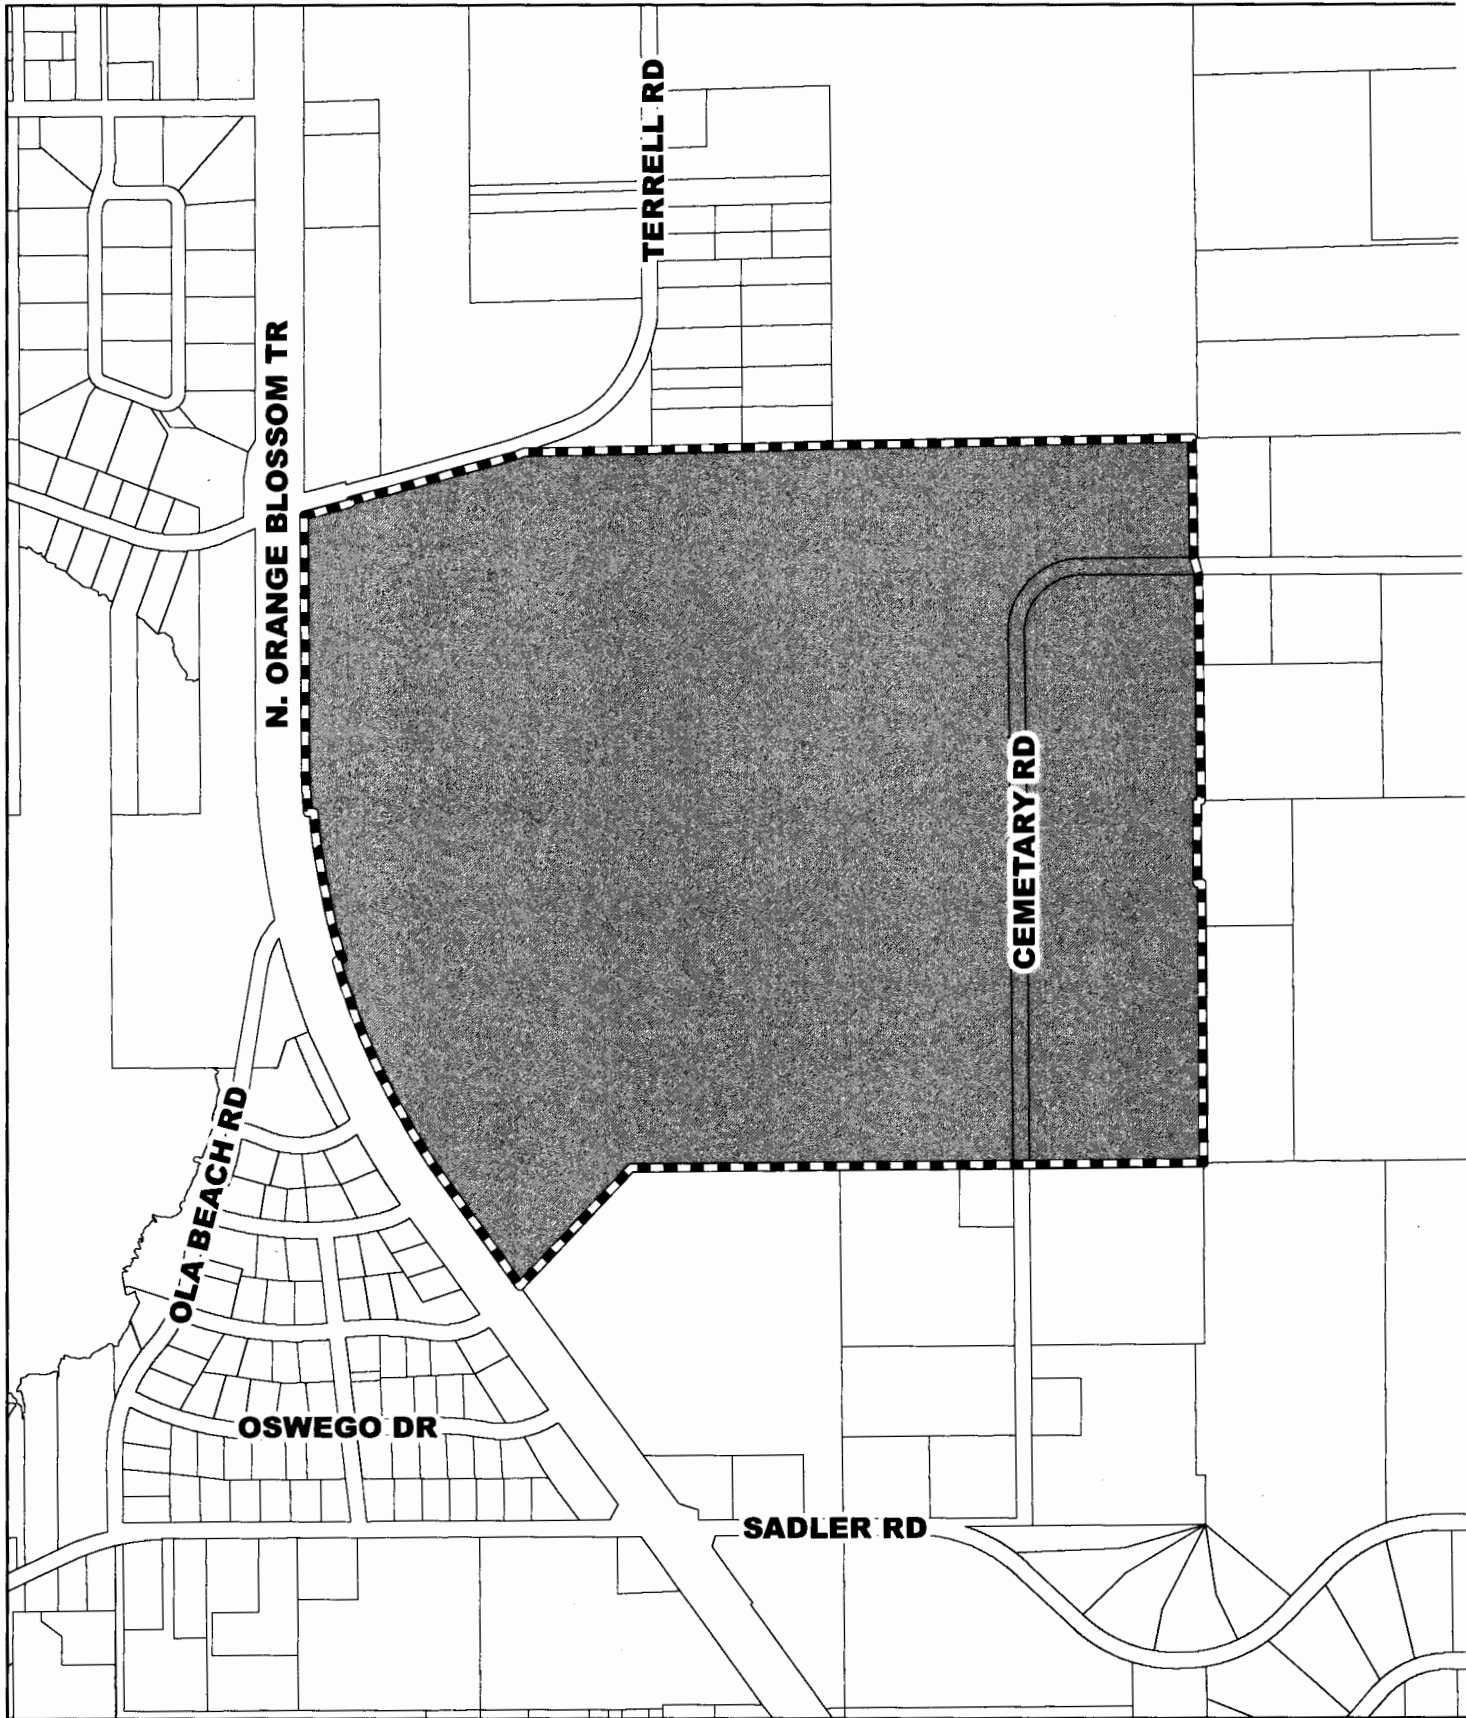 TERRELL RD
N. ORANGE BLOSSOM TR
CEMETARY RD
OLA BEACH RD
OSWEGO DR
SADLER RD